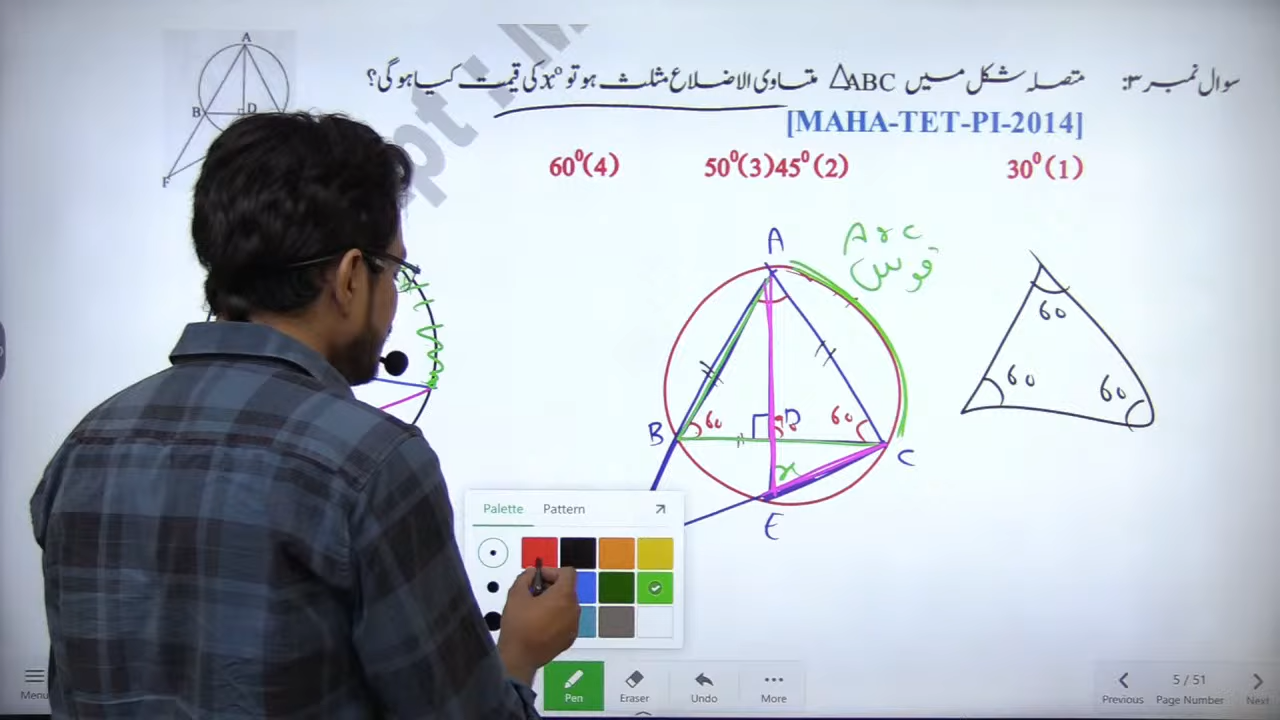 سوال نمبر ۳: متصلہ شکل میں ABC△ متساوی الاضلاع مثلث ہو تو x° کی قیمت کیا ہوگی؟
[MAHA-TET-PI-2014]
30⁰(1) 45⁰(2) 50⁰(3) 60⁰(4)
A
B
D
F
A
Arc
قوس
B
60
D
60
C
x
E
60
60
60
Palette
Pattern
Menu
Pen
Eraser
Undo
More
Previous
5 / 51
Page Number
Next